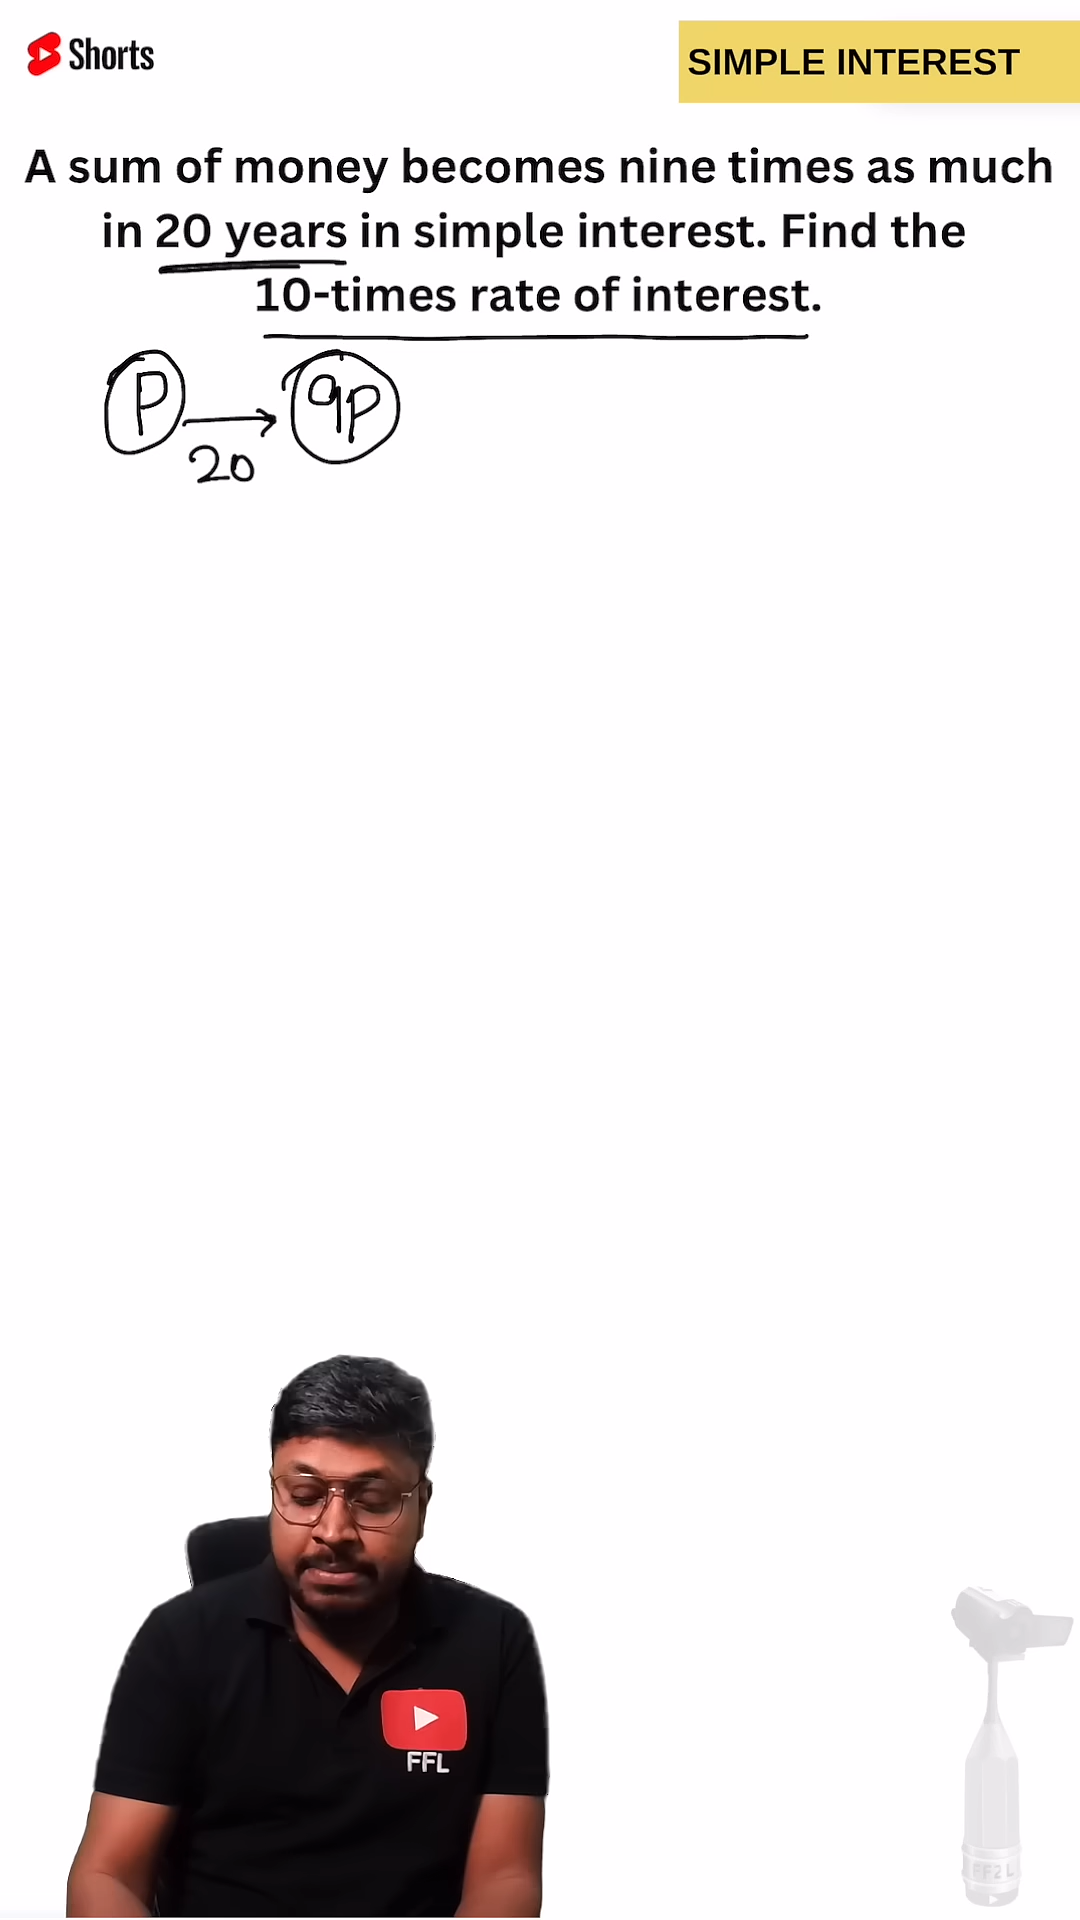 Shorts
SIMPLE INTEREST
A sum of money becomes nine times as much
in 20 years in simple interest. Find the
10-times rate of interest.
P 9P
20
FFL
FF2L